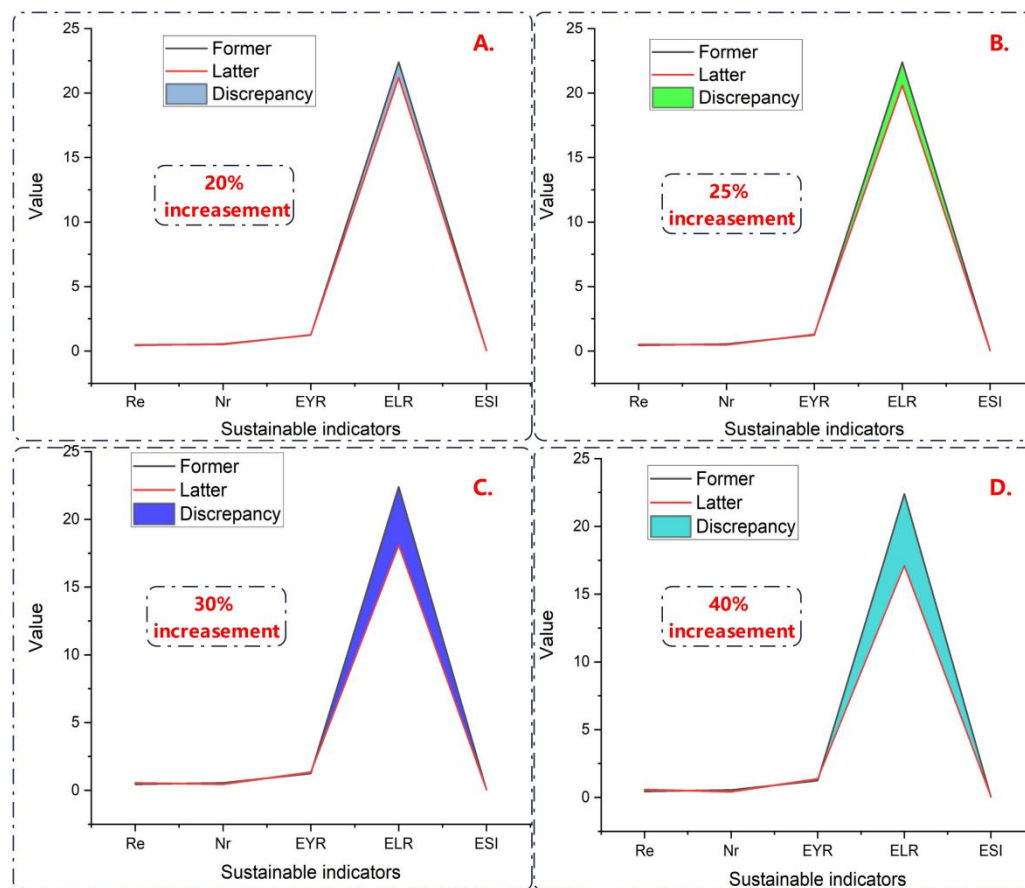 A.
Former
Latter
Discrepancy
20%
increasement
Value
25
20
15
10
5
0
Re Nr EYR ELR ESI
Sustainable indicators
B.
Former
Latter
Discrepancy
25%
increasement
Value
25
20
15
10
5
0
Re Nr EYR ELR ESI
Sustainable indicators
C.
Former
Latter
Discrepancy
30%
increasement
Value
25
20
15
10
5
0
Re Nr EYR ELR ESI
Sustainable indicators
D.
Former
Latter
Discrepancy
40%
increasement
Value
25
20
15
10
5
0
Re Nr EYR ELR ESI
Sustainable indicators